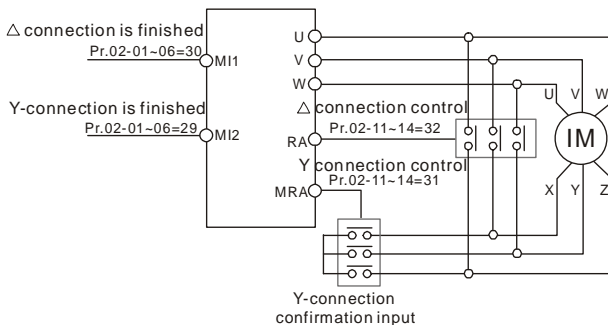 △ connection is finished
Pr.02-01~06=30
MI1
Y-connection is finished
Pr.02-01~06=29
MI2
U
V
W
△ connection control
Pr.02-11~14=32
RA
Y connection control
Pr.02-11~14=31
MRA
U V W
IM
X Y Z
Y-connection
confirmation input